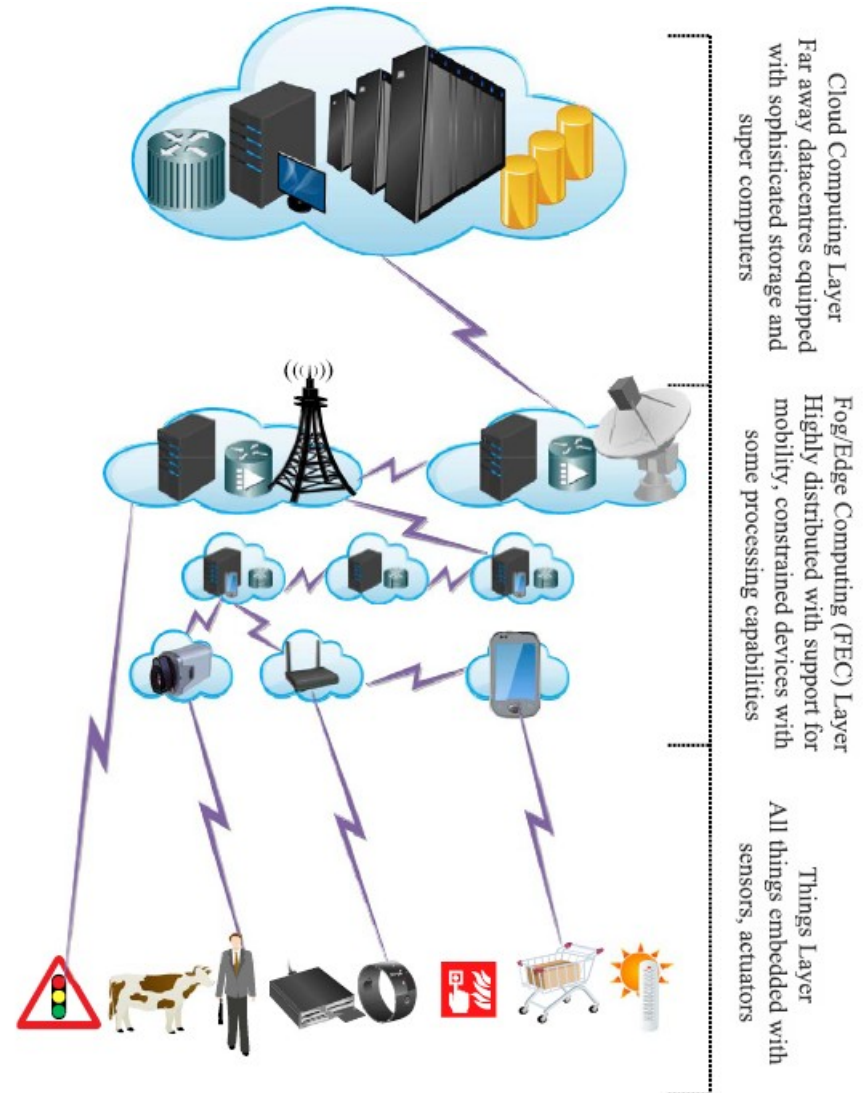 Cloud Computing Layer
Far away datacentres equipped
with sophisticated storage and
super computers
Fog/Edge Computing (FEC) Layer
Highly distributed with support for
mobility, constrained devices with
some processing capabilities
Things Layer
All things embedded with
sensors, actuators